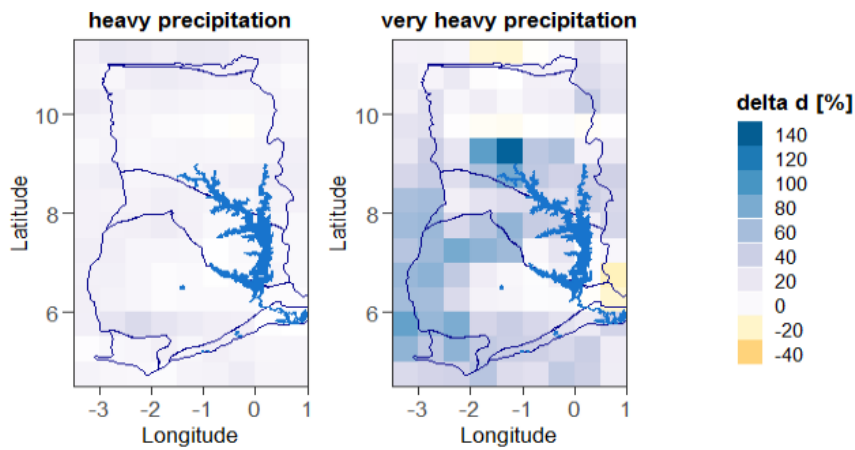 heavy precipitation
very heavy precipitation
Latitude
10
8
6
-3 -2 -1 0 1
Longitude
Latitude
10
8
6
-3 -2 -1 0 1
Longitude
delta d [%]
140
120
100
80
60
40
20
0
-20
-40